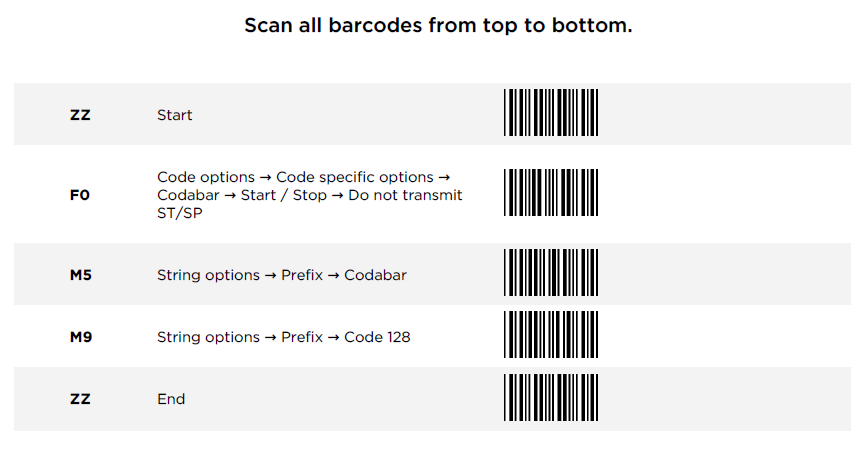 Scan all barcodes from top to bottom.
ZZ Start
F0 Code options → Code specific options →
Codabar → Start / Stop → Do not transmit
ST/SP
M5 String options → Prefix → Codabar
M9 String options → Prefix → Code 128
ZZ End